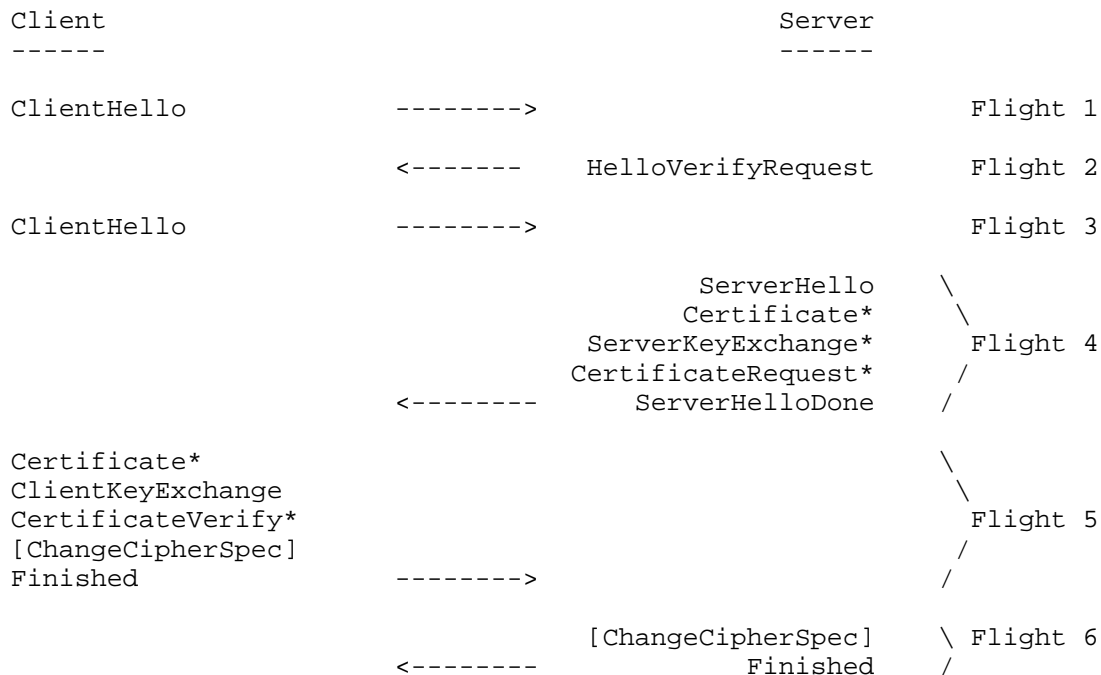 Client                                          Server
------                                          ------
ClientHello             -------->                           Flight 1
                        <-------   HelloVerifyRequest      Flight 2
ClientHello             -------->                           Flight 3
                                           ServerHello    \
                                          Certificate*     \
                                    ServerKeyExchange*      Flight 4
                                   CertificateRequest*     /
                        <--------      ServerHelloDone    /
Certificate*                                              \
ClientKeyExchange                                          \
CertificateVerify*                                          Flight 5
[ChangeCipherSpec]                                         /
Finished                -------->                         /
                                    [ChangeCipherSpec]    \ Flight 6
                        <--------             Finished    /